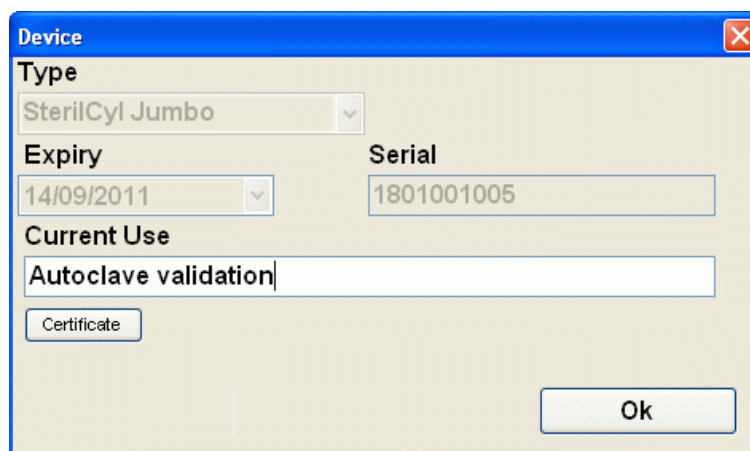 Device
Type
SterilCyl Jumbo
Expiry Serial
14/09/2011 1801001005
Current Use
Autoclave validation
Certificate
Ok